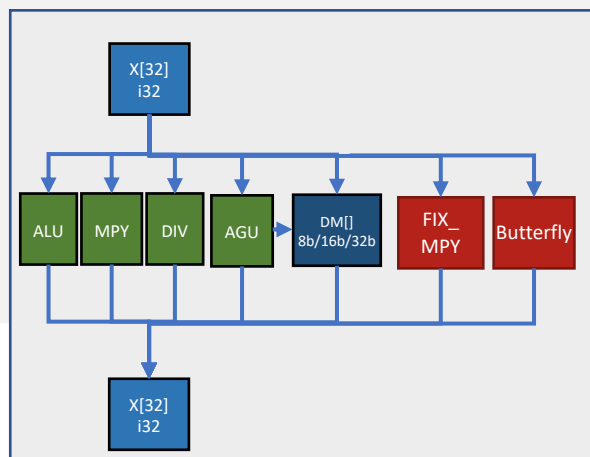 X[32]
i32
ALU
MPY
DIV
AGU
DM[]
8b/16b/32b
FIX_
MPY
Butterfly
X[32]
i32